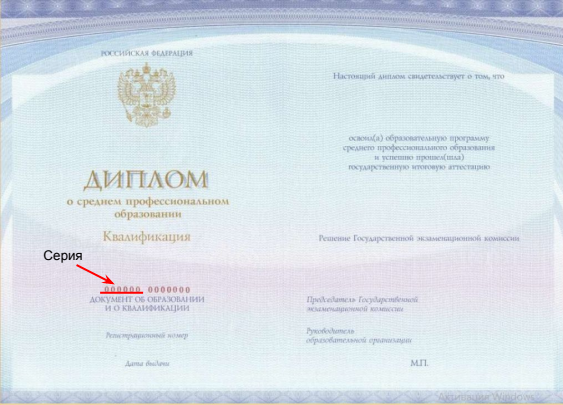 РОССИЙСКАЯ ФЕДЕРАЦИЯ
ДИПЛОМ
о среднем профессиональном
образовании
Квалификация
Серия
000000 0000000
ДОКУМЕНТ ОБ ОБРАЗОВАНИИ
И О КВАЛИФИКАЦИИ
Регистрационный номер
Дата выдачи
Настоящий диплом свидетельствует о том, что
освоил(а) образовательную программу
среднего профессионального образования
и успешно прошел(шла)
государственную итоговую аттестацию
Решение Государственной экзаменационной комиссии
Председатель Государственной
экзаменационной комиссии
Руководитель
образовательной организации
М.П.
Активация Windows